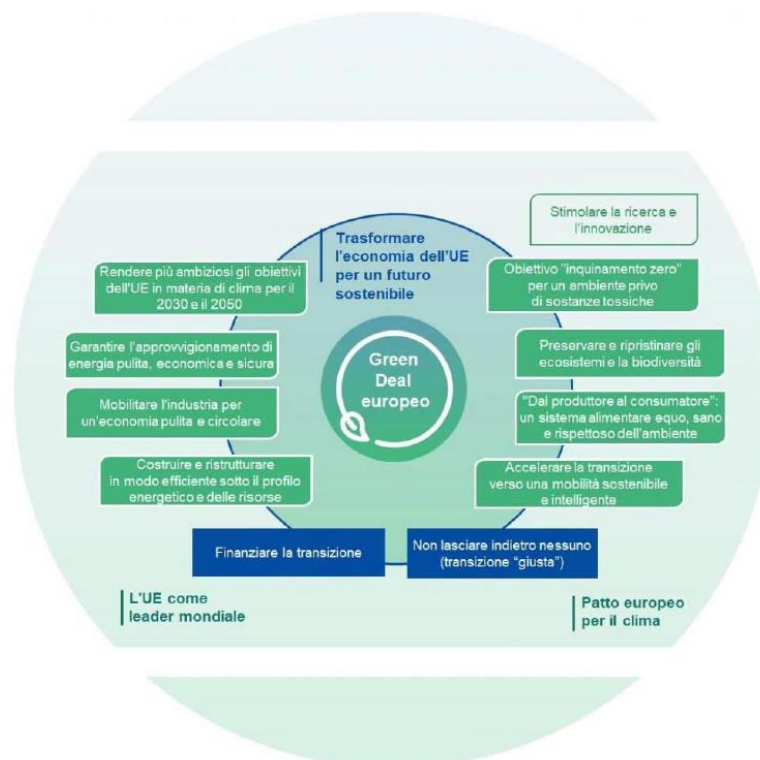 Stimolare la ricerca e
l'innovazione
Trasformare
l'economia dell'UE
per un futuro
sostenibile
Rendere più ambiziosi gli obiettivi
dell'UE in materia di clima per il
2030 e il 2050
Obiettivo "inquinamento zero"
per un ambiente privo
di sostanze tossiche
Garantire l'approvvigionamento di
energia pulita, economica e sicura
Preservare e ripristinare gli
ecosistemi e la biodiversità
Green
Deal
europeo
Mobilitare l'industria per
un'economia pulita e circolare
"Dal produttore al consumatore":
un sistema alimentare equo, sano
e rispettoso dell'ambiente
Costruire e ristrutturare
in modo efficiente sotto il profilo
energetico e delle risorse
Accelerare la transizione
verso una mobilità sostenibile
e intelligente
Finanziare la transizione
Non lasciare indietro nessuno
(transizione "giusta")
L'UE come
leader mondiale
Patto europeo
per il clima